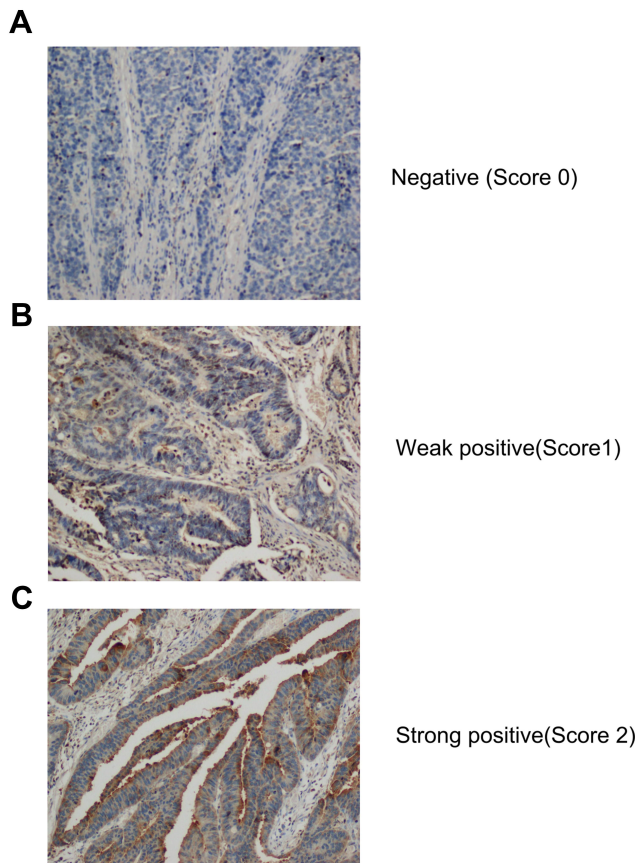 A
Negative (Score 0)
B
Weak positive(Score1)
C
Strong positive(Score 2)